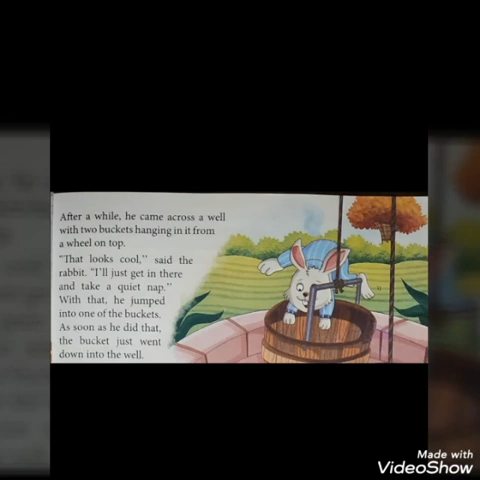 After a while, he came across a well
with two buckets hanging in it from
a wheel on top.
"That looks cool," said the
rabbit. "I'll just get in there
and take a quiet nap."
With that, he jumped
into one of the buckets.
As soon as he did that,
the bucket just went
down into the well.
Made with
VideoShow